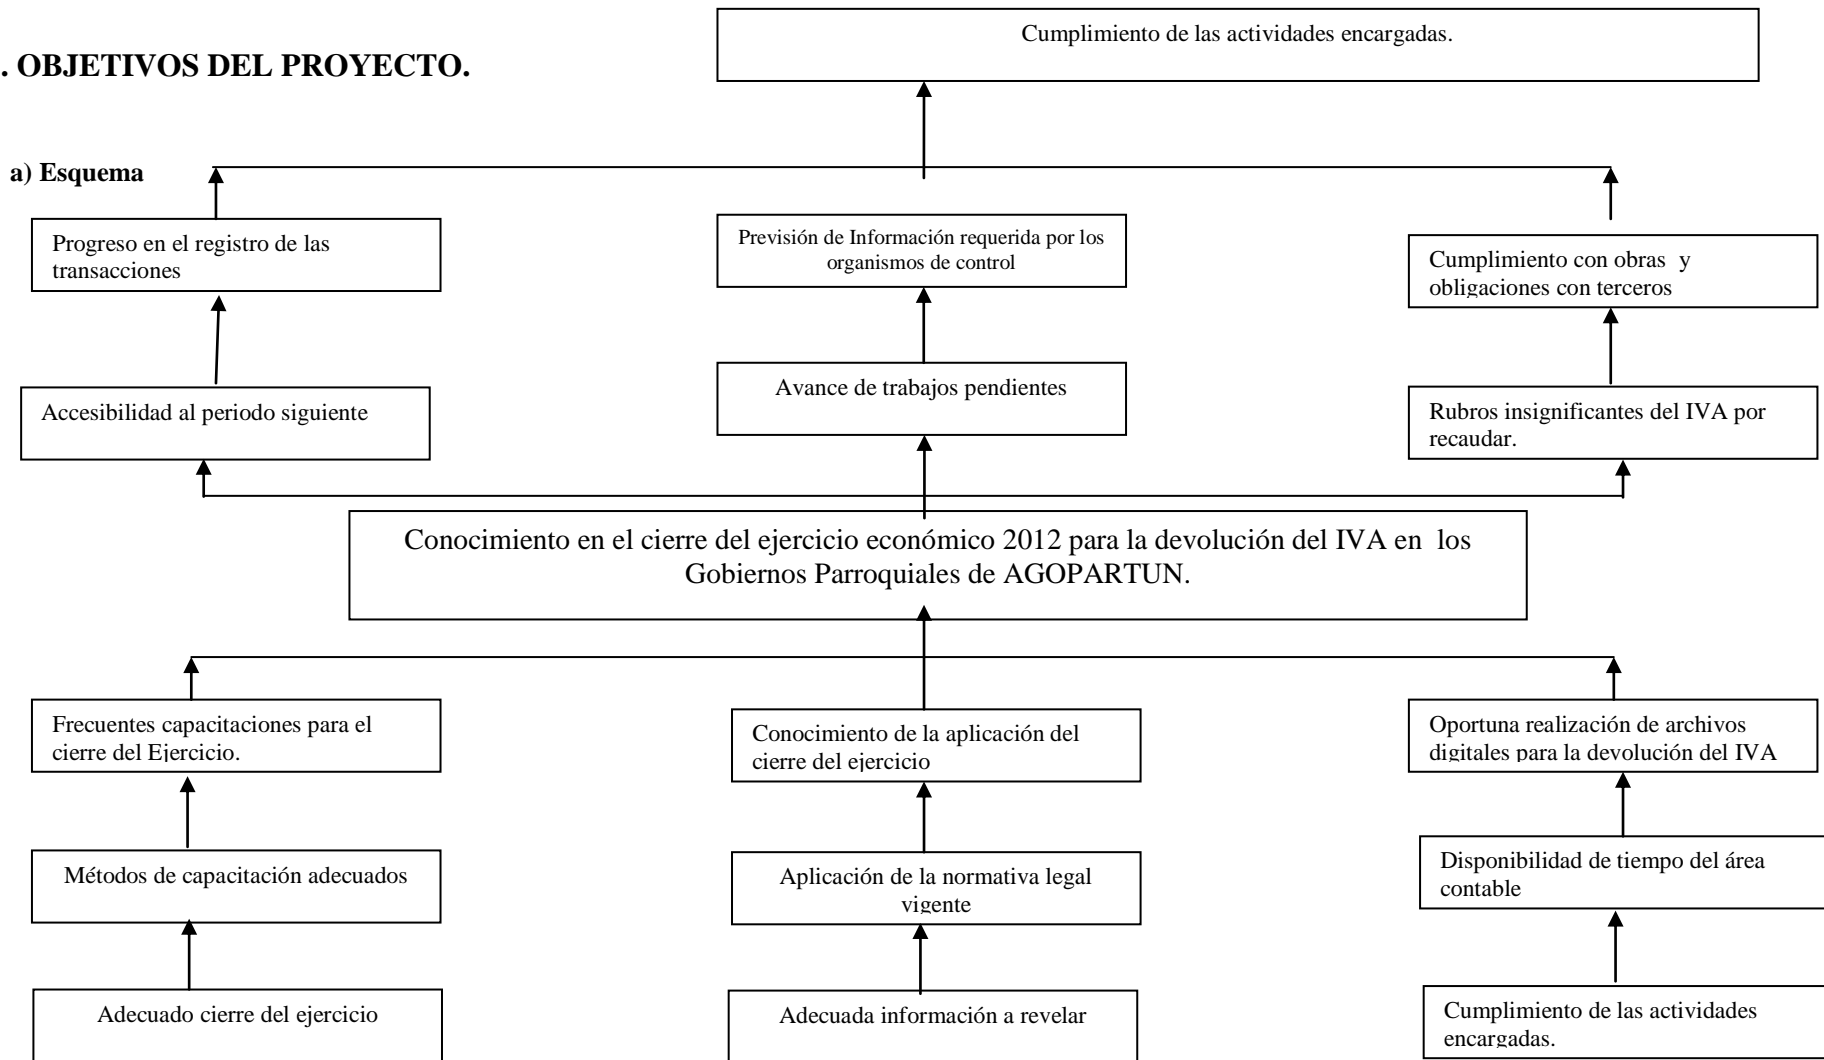 Cumplimiento de las actividades encargadas.
. OBJETIVOS DEL PROYECTO.
a) Esquema
Progreso en el registro de las
transacciones
Previsión de Información requerida por los
organismos de control
Cumplimiento con obras y
obligaciones con terceros
Accesibilidad al periodo siguiente
Avance de trabajos pendientes
Rubros insignificantes del IVA por
recaudar.
Conocimiento en el cierre del ejercicio económico 2012 para la devolución del IVA en los
Gobiernos Parroquiales de AGOPARTUN.
Frecuentes capacitaciones para el
cierre del Ejercicio.
Conocimiento de la aplicación del
cierre del ejercicio
Oportuna realización de archivos
digitales para la devolución del IVA
Métodos de capacitación adecuados
Aplicación de la normativa legal
vigente
Disponibilidad de tiempo del área
contable
Adecuado cierre del ejercicio
Adecuada información a revelar
Cumplimiento de las actividades
encargadas.